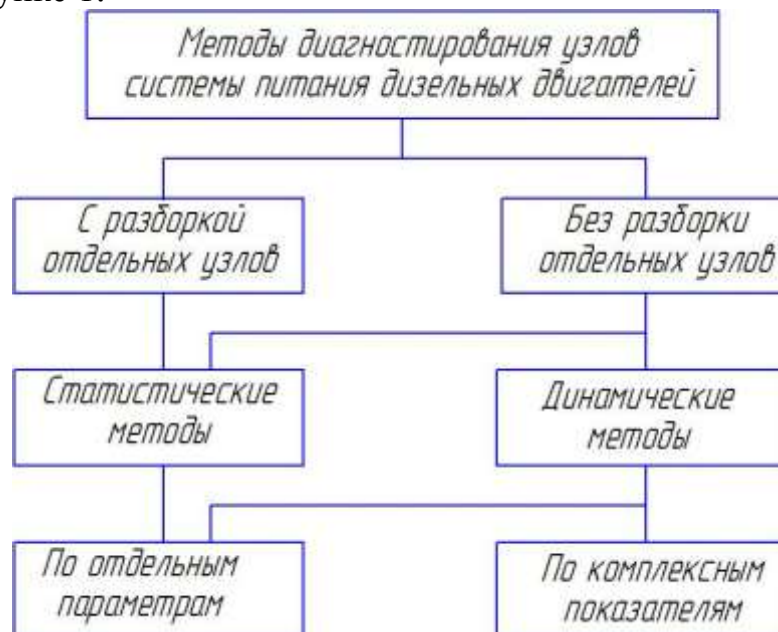 Методы диагностирования узлов
системы питания дизельных двигателей
С разборкой
отдельных узлов
Без разборки
отдельных узлов
Статистические
методы
Динамические
методы
По отдельным
параметрам
По комплексным
показателям